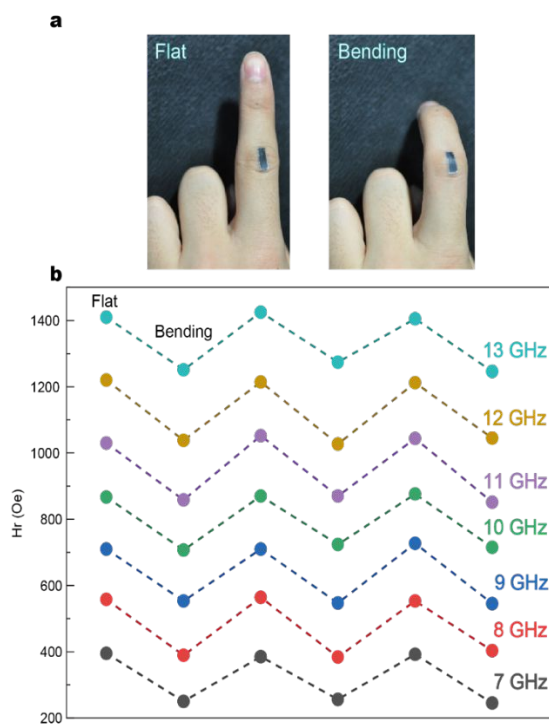 a
Flat
Bending
b
Flat
Bending
Hr (Oe)
1400
1200
1000
800
600
400
200
13 GHz
12 GHz
11 GHz
10 GHz
9 GHz
8 GHz
7 GHz